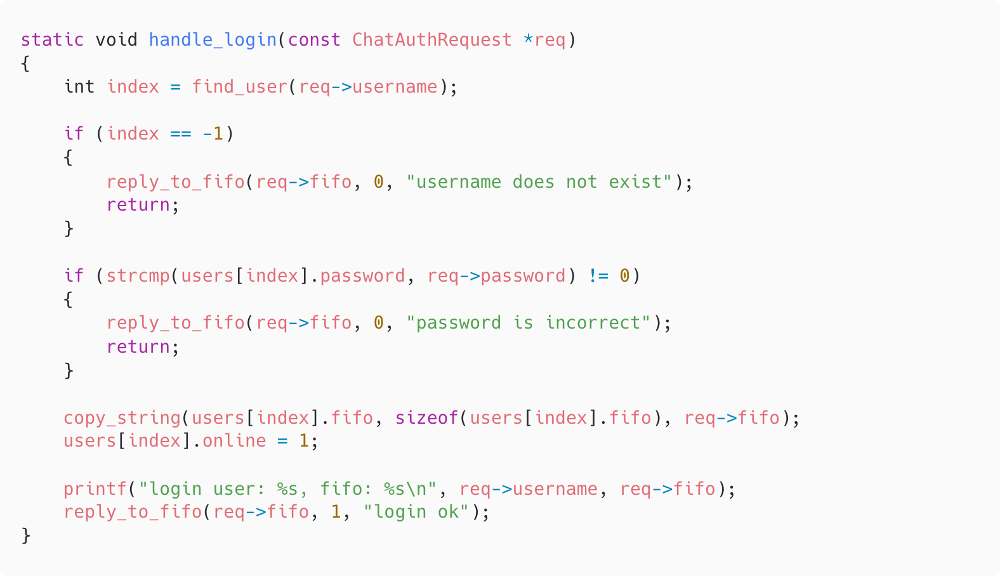 static void handle_login(const ChatAuthRequest *req)
{
    int index = find_user(req->username);

    if (index == -1)
    {
        reply_to_fifo(req->fifo, 0, "username does not exist");
        return;
    }

    if (strcmp(users[index].password, req->password) != 0)
    {
        reply_to_fifo(req->fifo, 0, "password is incorrect");
        return;
    }

    copy_string(users[index].fifo, sizeof(users[index].fifo), req->fifo);
    users[index].online = 1;

    printf("login user: %s, fifo: %s\n", req->username, req->fifo);
    reply_to_fifo(req->fifo, 1, "login ok");
}